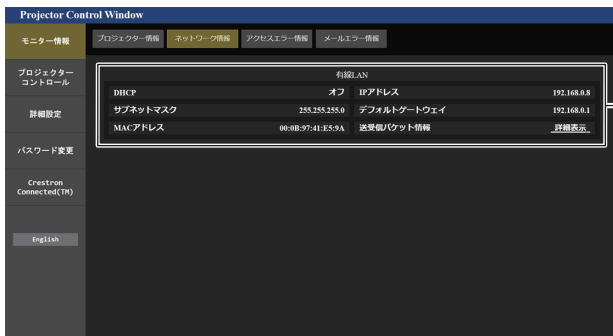 Projector Control Window
モニター情報
プロジェクター情報 ネットワーク情報 アクセスエラー情報 メールエラー情報
プロジェクター
コントロール
詳細設定
パスワード変更
Crestron
Connected(TM)
English
有線LAN
DHCP オフ IPアドレス 192.168.0.8
サブネットマスク 255.255.255.0 デフォルトゲートウェイ 192.168.0.1
MACアドレス 00:0B:97:41:E5:9A 送受信パケット情報 詳細表示